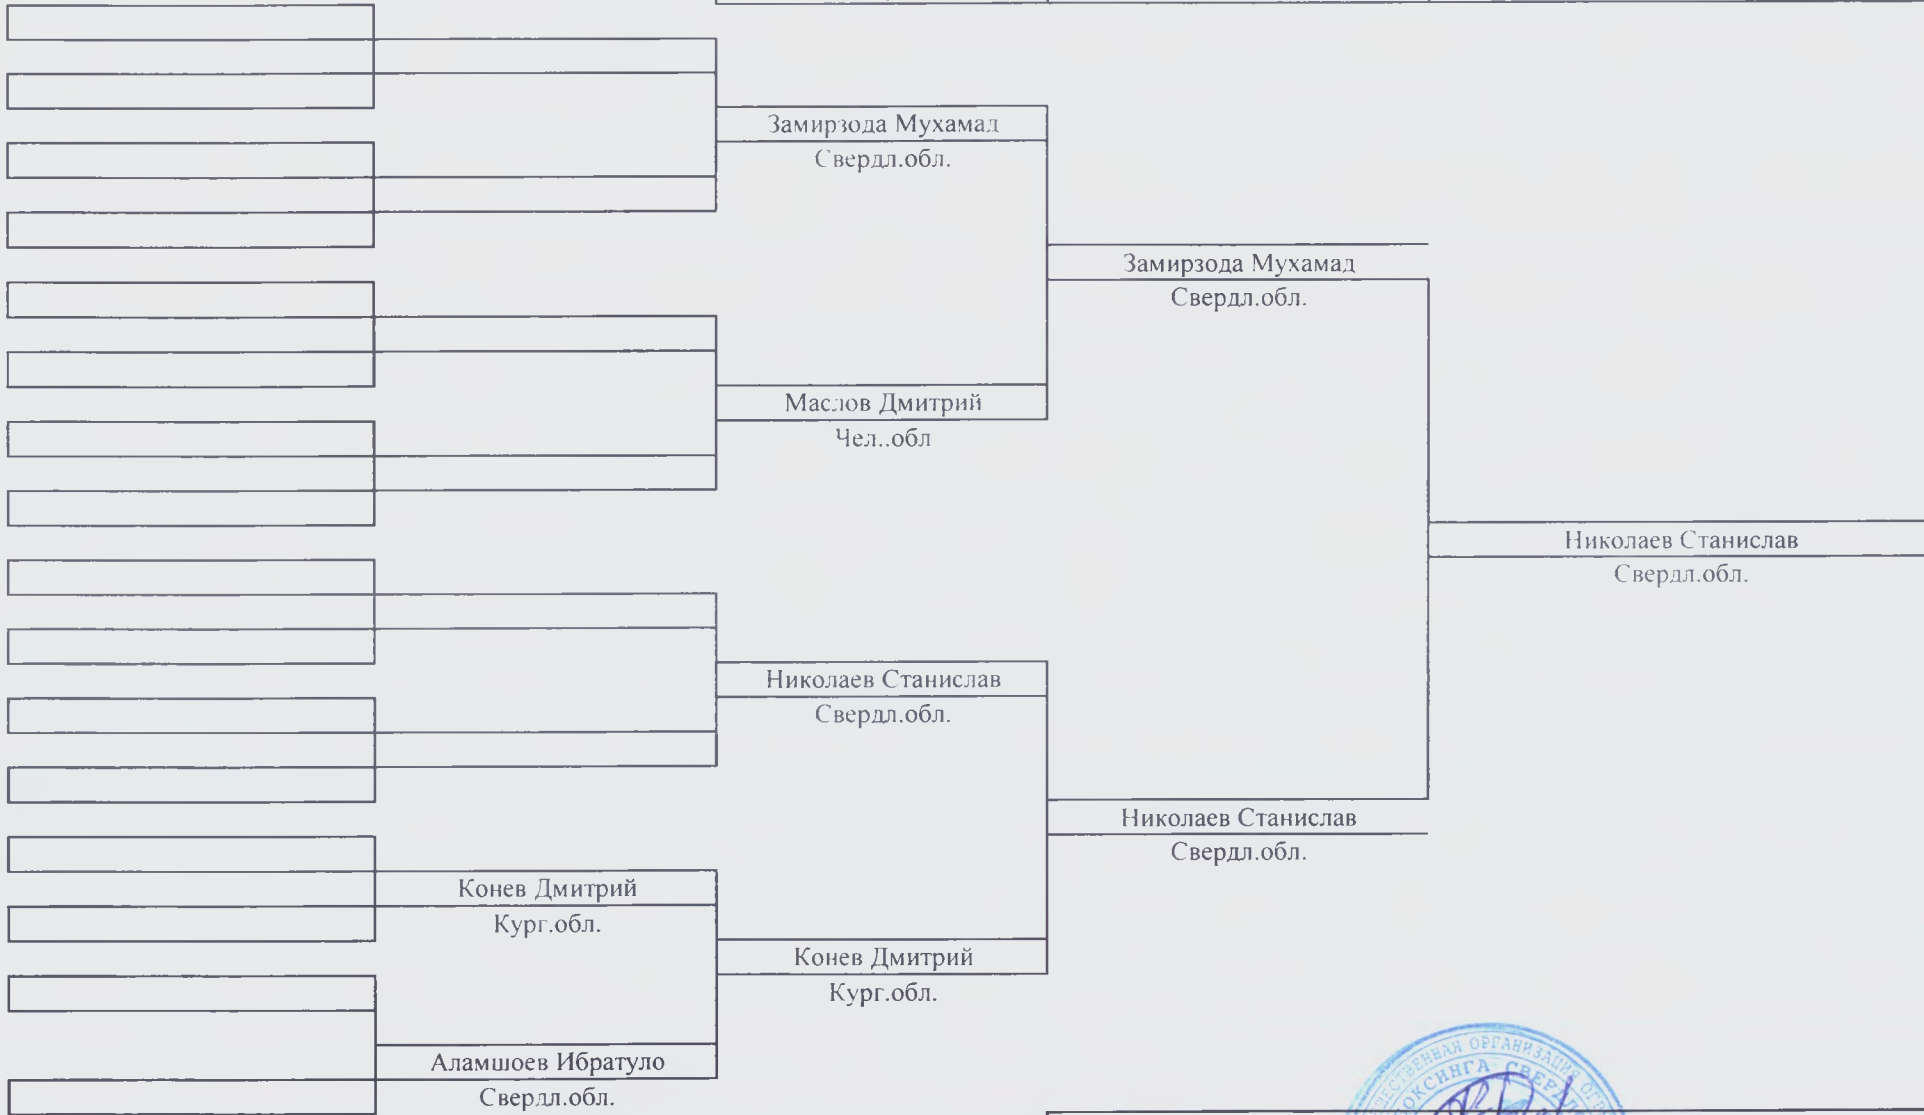 Замирзода Мухамад
Свердл.обл.
Замирзода Мухамад
Свердл.обл.
Маслов Дмитрий
Чел..обл
Николаев Станислав
Свердл.обл.
Николаев Станислав
Свердл.обл.
Николаев Станислав
Свердл.обл.
Конев Дмитрий
Кург.обл.
Конев Дмитрий
Кург.обл.
Аламшоев Ибратуло
Свердл.обл.
ОРГАНИЗАЦИЯ